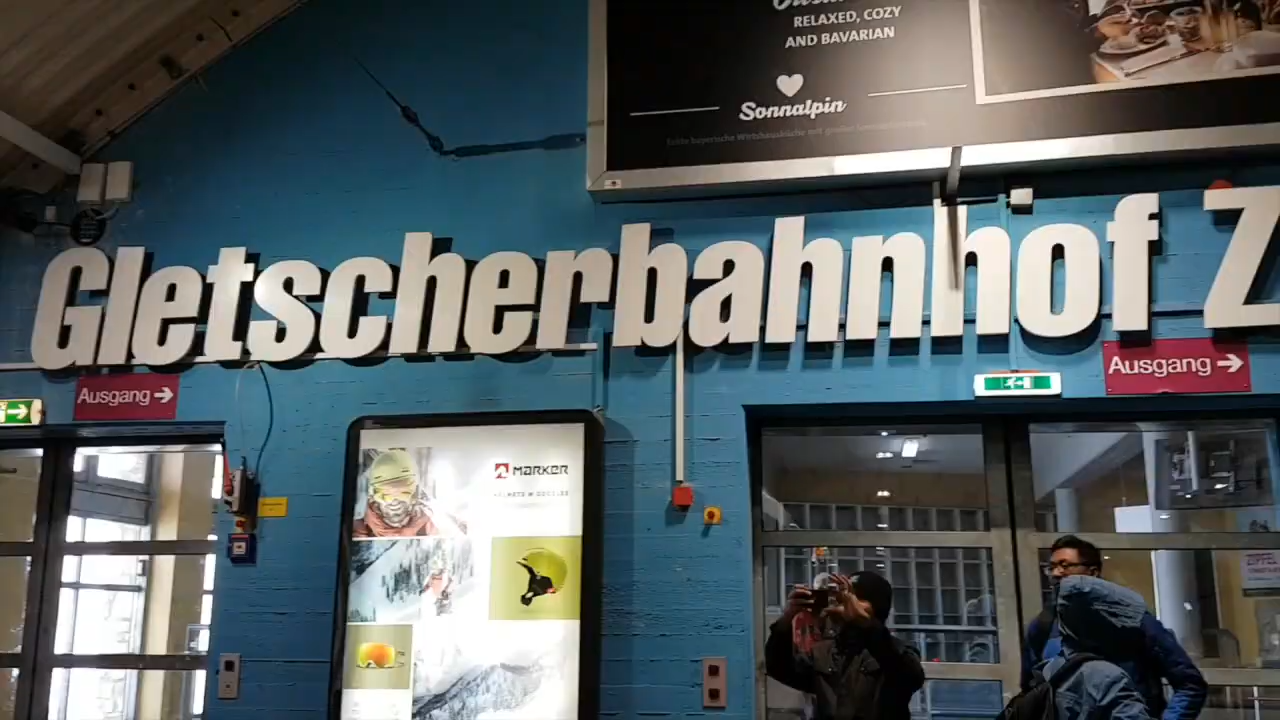 RELAXED, COZY
AND BAVARIAN
Sonnalpin
Gletscherbahnhof Z
Ausgang
Ausgang
MARKER